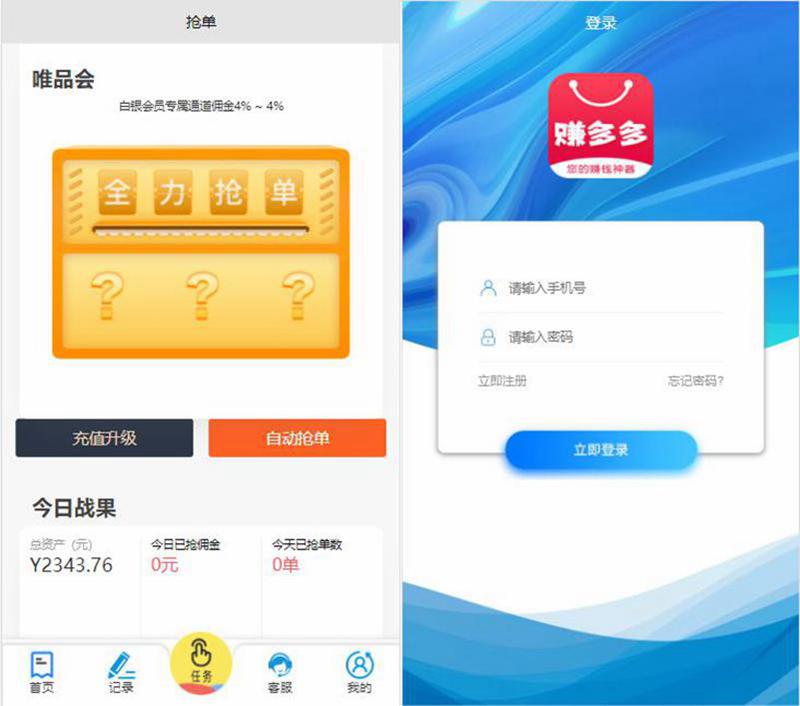 抢单
唯品会
白银会员专属通道佣金4% ~ 4%
全力抢单
? ? ?
充值升级
自动抢单
今日战果
总资产（元）
Y2343.76
今日已抢佣金
0元
今天已抢单数
0单
首页
记录
任务
客服
我的
登录
赚多多
您的赚钱神器
请输入手机号
请输入密码
立即注册
忘记密码?
立即登录